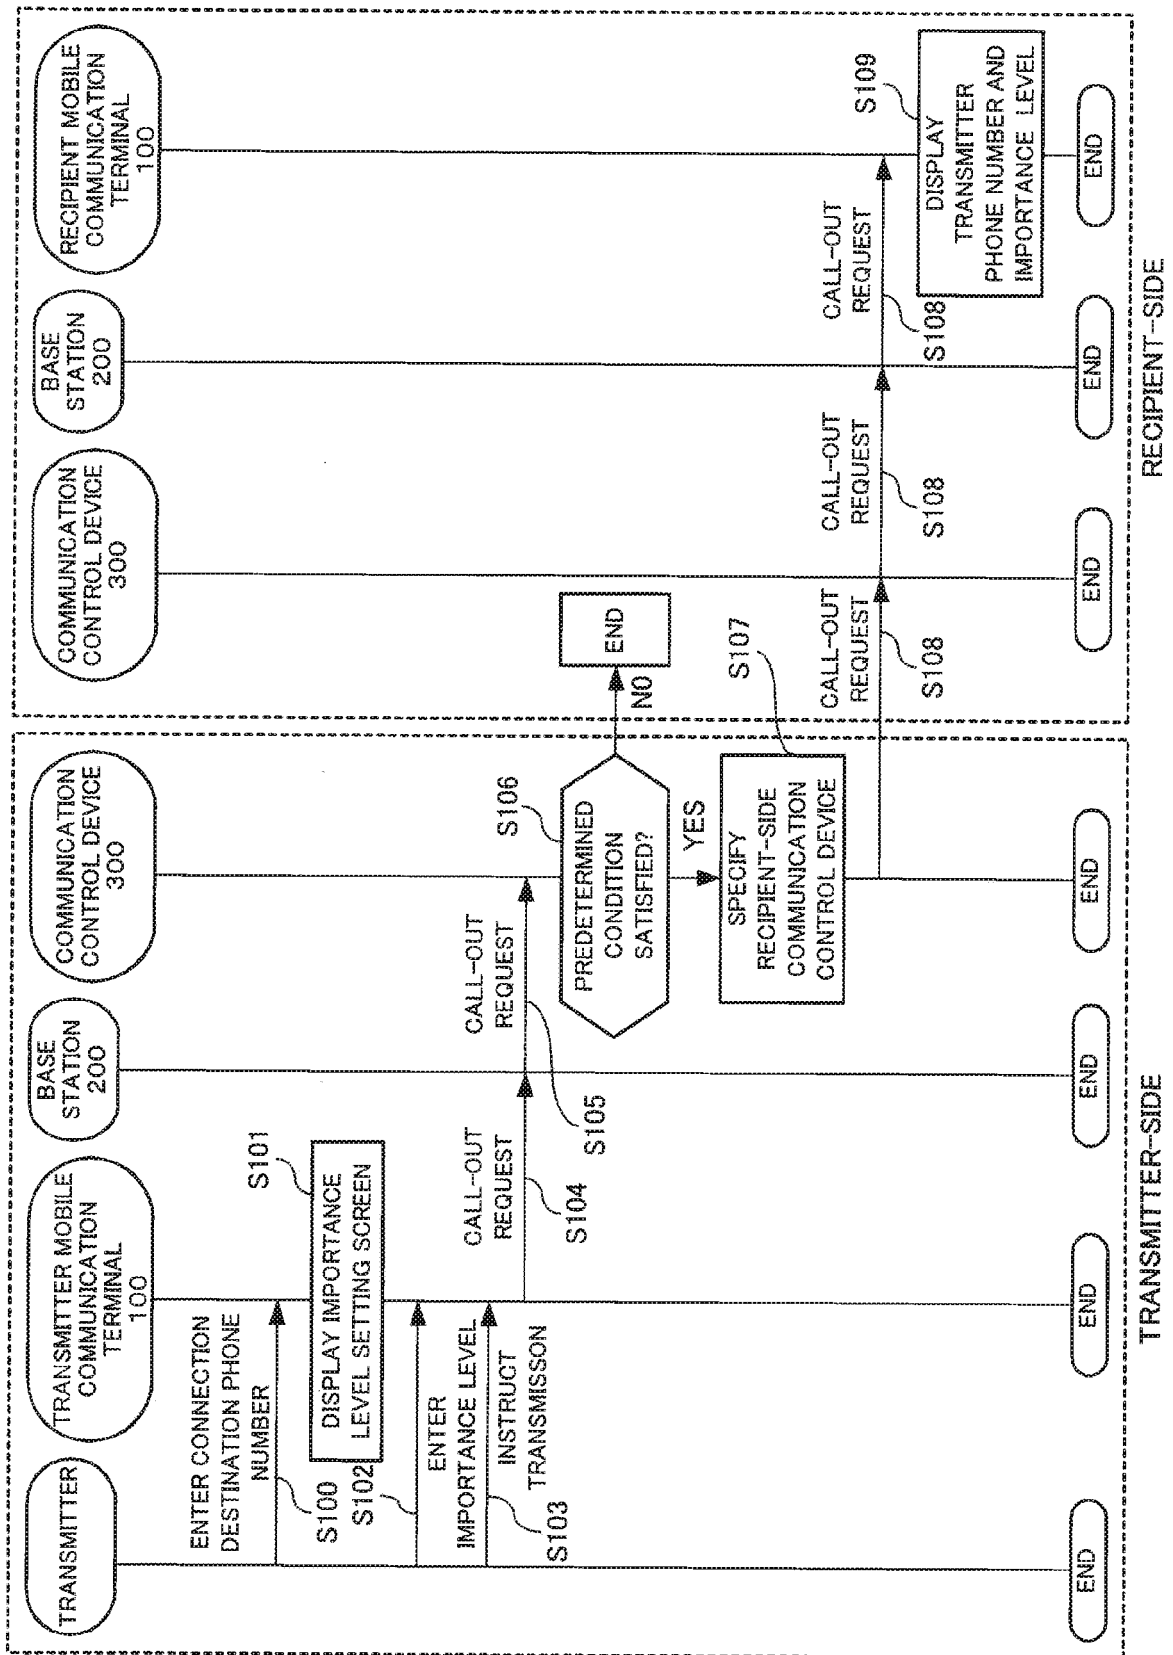 TRANSMITTER
TRANSMITTER MOBILE
COMMUNICATION
TERMINAL
100
BASE
STATION
200
COMMUNICATION
CONTROL DEVICE
300
COMMUNICATION
CONTROL DEVICE
300
BASE
STATION
200
RECIPIENT MOBILE
COMMUNICATION
TERMINAL
100
ENTER CONNECTION
DESTINATION PHONE
NUMBER
S100
S101
DISPLAY IMPORTANCE
LEVEL SETTING SCREEN
S102
ENTER
IMPORTANCE LEVEL
INSTRUCT
TRANSMISSON
S103
CALL-OUT
REQUEST
S104
CALL-OUT
REQUEST
S105
S106
PREDETERMINED
CONDITION
SATISFIED?
NO
END
YES
S107
SPECIFY
RECIPIENT-SIDE
COMMUNICATION
CONTROL DEVICE
CALL-OUT
REQUEST
S108
CALL-OUT
REQUEST
S108
CALL-OUT
REQUEST
S108
S109
DISPLAY
TRANSMITTER
PHONE NUMBER AND
IMPORTANCE LEVEL
END
END
END
END
END
END
END
TRANSMITTER-SIDE
RECIPIENT-SIDE